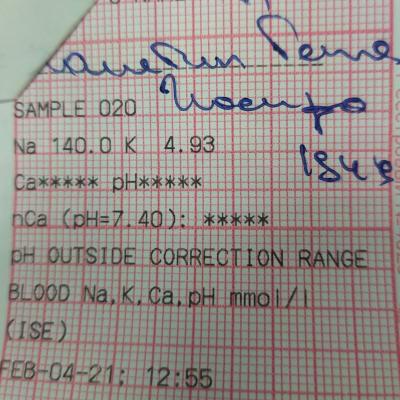 SAMPLE 020
Na 140.0 K 4.93
1843
Ca***** pH*****
nCa (pH=7.40): *****
pH OUTSIDE CORRECTION RANGE
BLOOD Na,K,Ca,pH mmol/l
(ISE)
FEB-04-21; 12:55